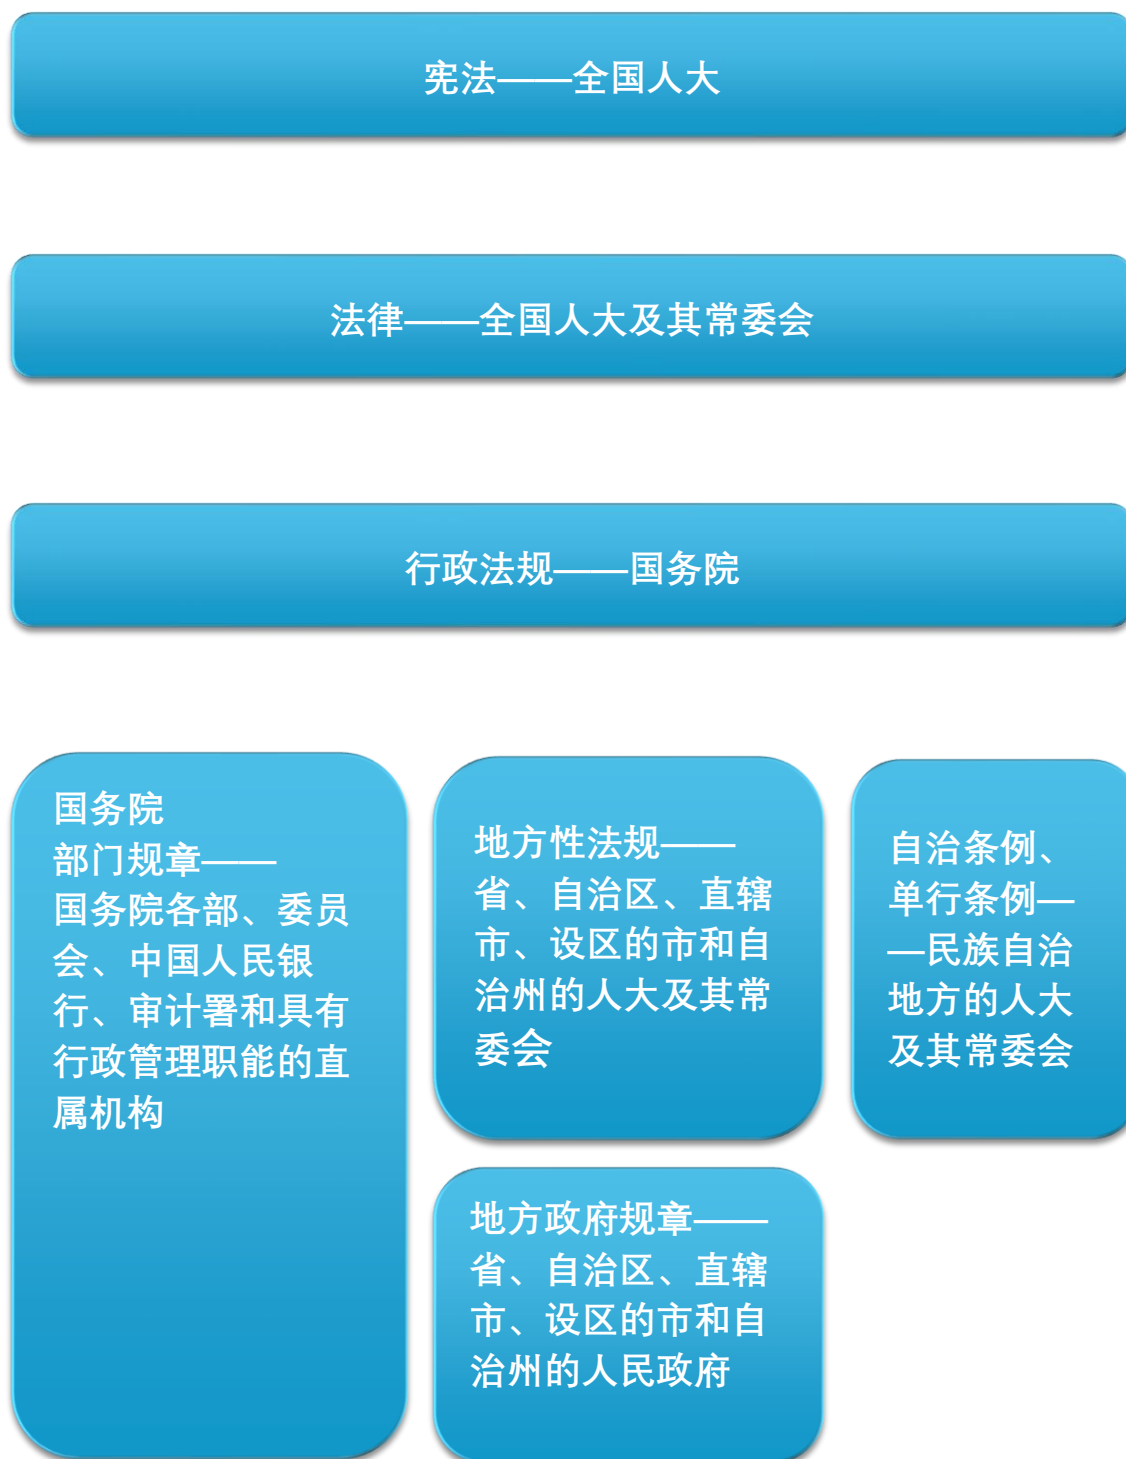 宪法——全国人大
法律——全国人大及其常委会
行政法规——国务院
国务院
部门规章——
国务院各部、委员
会、中国人民银
行、审计署和具有
行政管理职能的直
属机构
地方性法规——
省、自治区、直辖
市、设区的市和自
治州的人大及其常
委会
自治条例、
单行条例—
—民族自治
地方的人大
及其常委会
地方政府规章——
省、自治区、直辖
市、设区的市和自
治州的人民政府